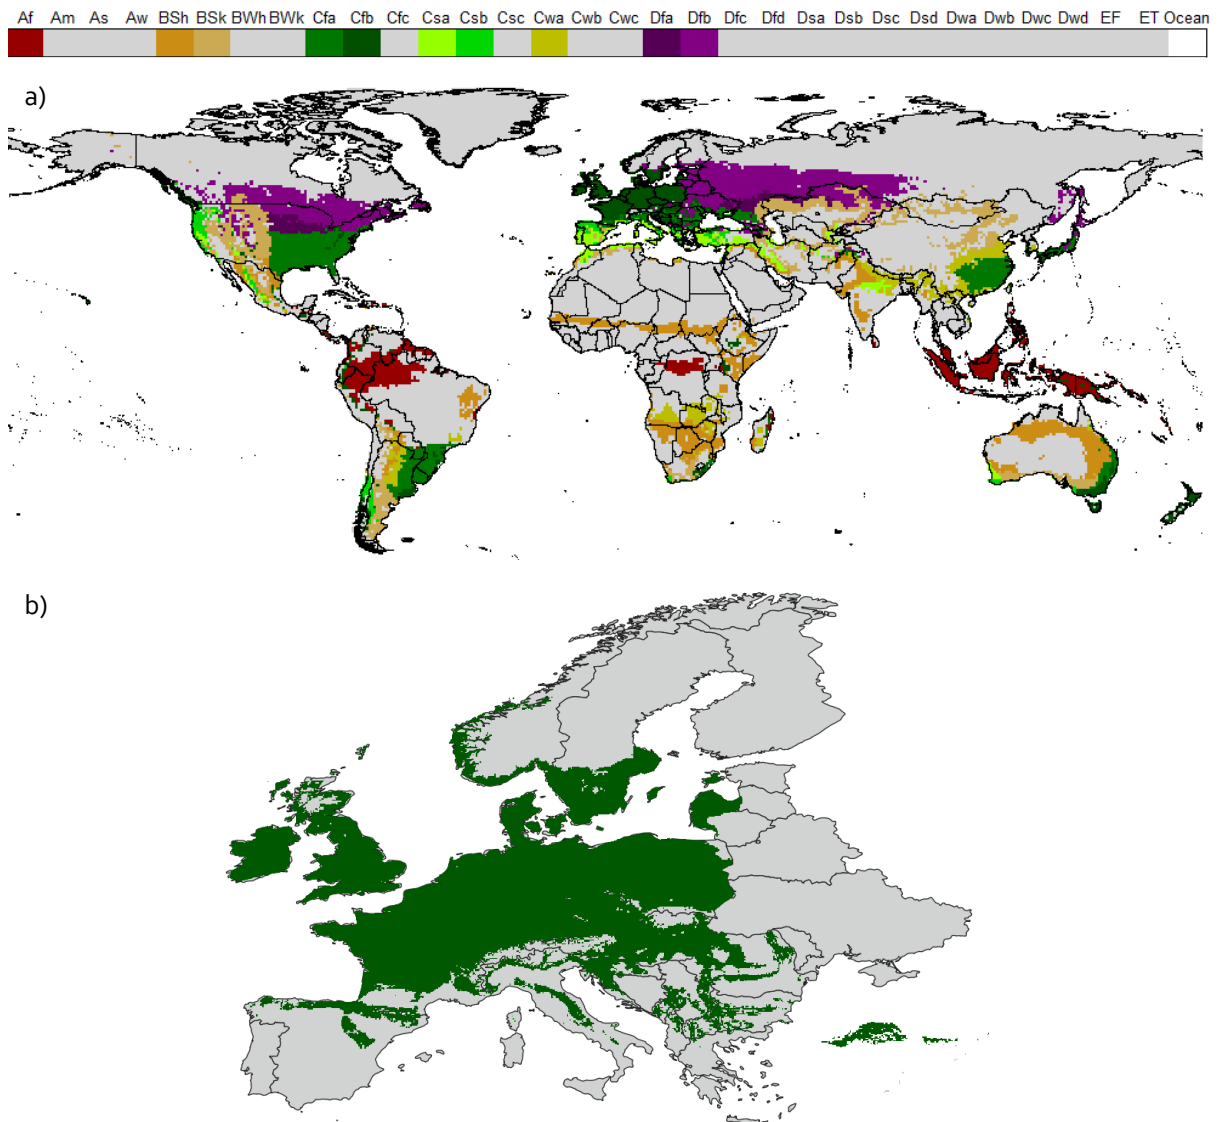 Af Am As Aw BSh BSk BWh BWk Cfa Cfb Cfc Csa Csb Csc Cwa Cwb Cwc Dfa Dfb Dfc Dfd Dsa Dsb Dsc Dsd Dwa Dwb Dwc Dwd EF ET Ocean
a)
b)